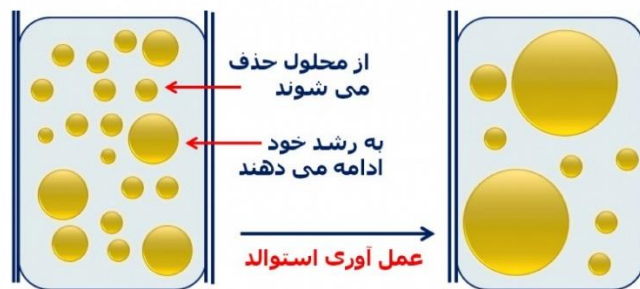 از محلول حذف
می شوند
به رشد خود
ادامه می دهند
عمل آوری استوالد